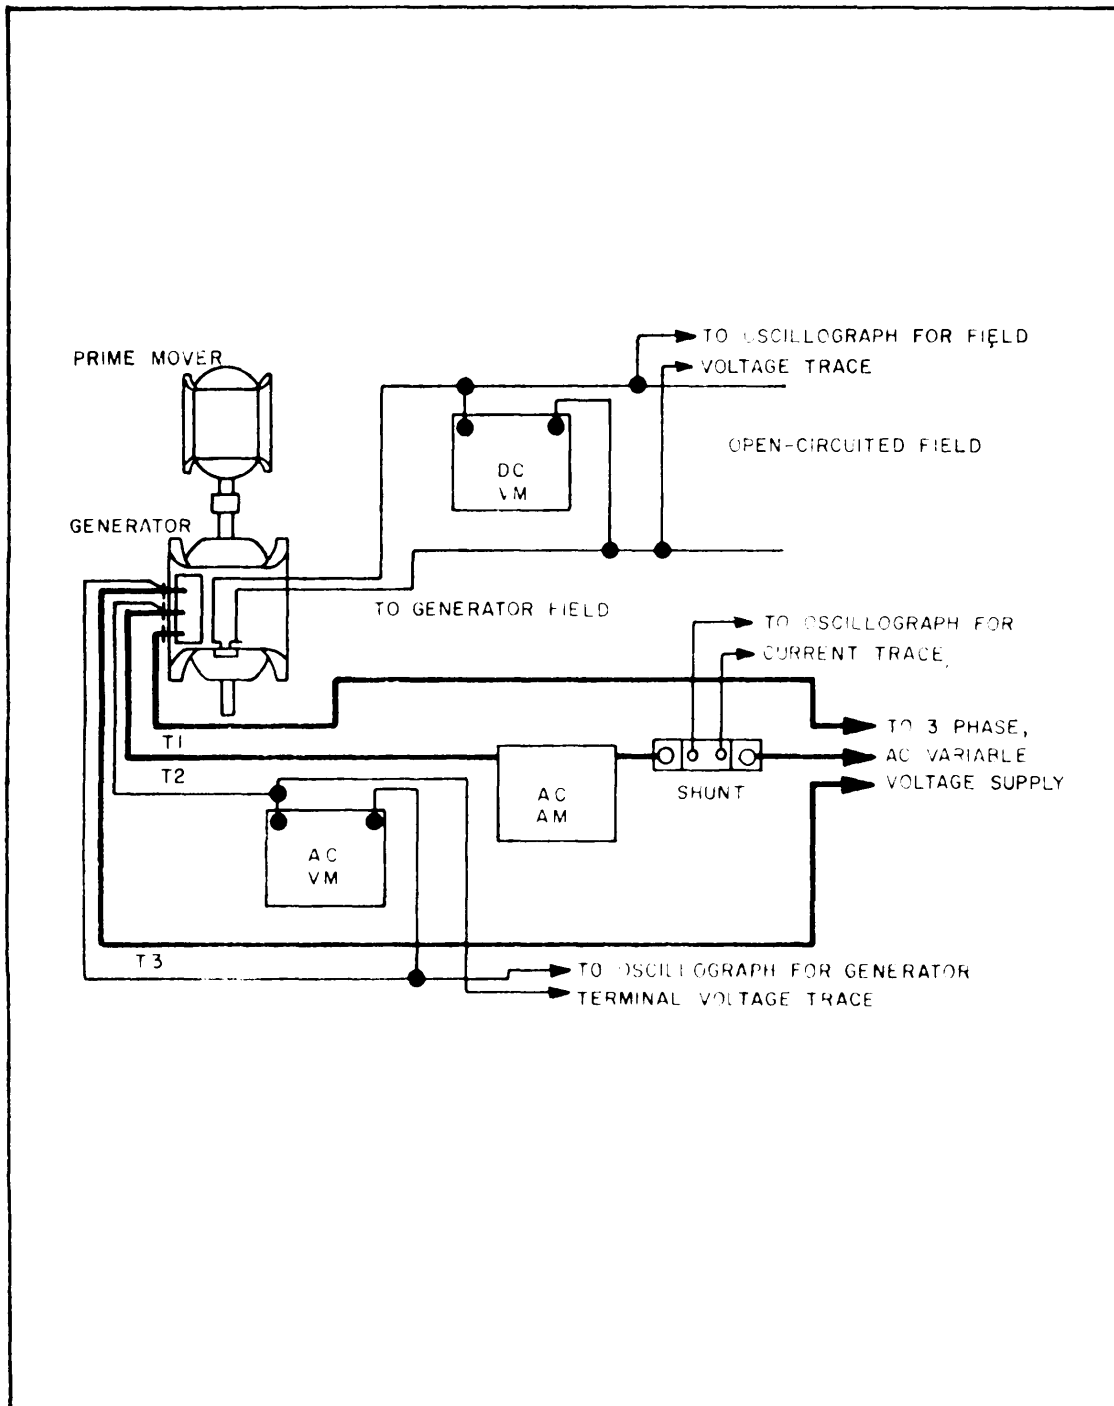 TO OSCILLOGRAPH FOR FIELD
VOLTAGE TRACE
PRIME MOVER
OPEN-CIRCUITED FIELD
DC
VM
GENERATOR
TO GENERATOR FIELD
TO OSCILLOGRAPH FOR
CURRENT TRACE
T1
TO 3 PHASE,
AC VARIABLE
VOLTAGE SUPPLY
T2
SHUNT
AC
AM
AC
VM
T3
TO OSCILLOGRAPH FOR GENERATOR
TERMINAL VOLTAGE TRACE